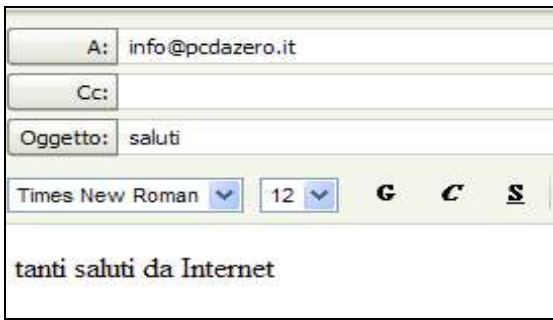 A: info@pcdazero.it
Cc:
Oggetto: saluti
Times New Roman 12 G C S
tanti saluti da Internet